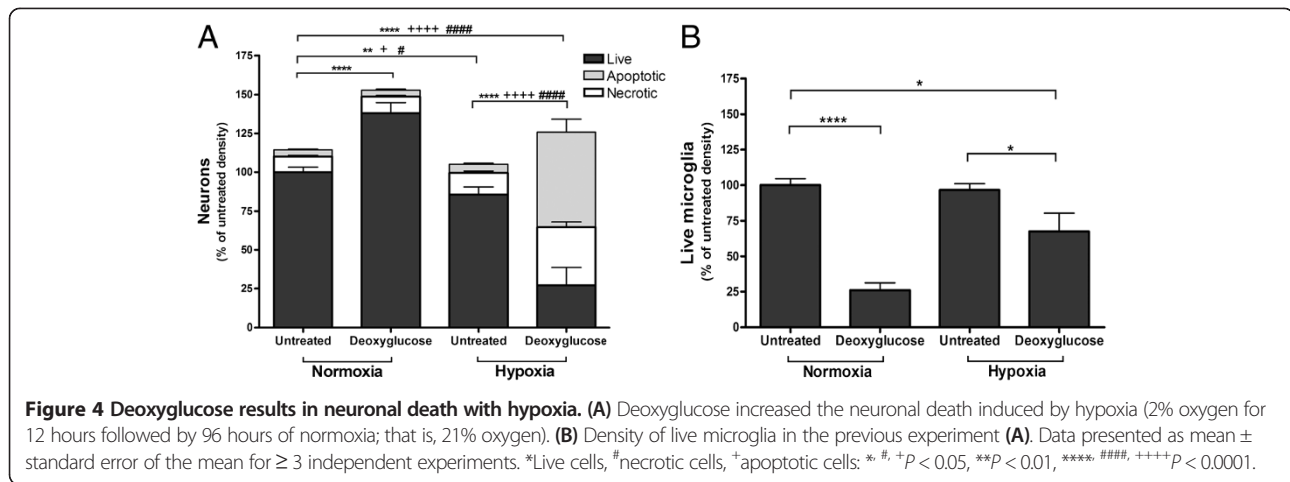 A
**** ++++ ####
** + #
****
**** ++++ ####
Live
Apoptotic
Necrotic
Neurons
(% of untreated density)
175
150
125
100
75
50
25
0
Untreated Deoxyglucose Untreated Deoxyglucose
Normoxia Hypoxia
B
*
****
*
Live microglia
(% of untreated density)
175
150
125
100
75
50
25
0
Untreated Deoxyglucose Untreated Deoxyglucose
Normoxia Hypoxia
Figure 4 Deoxyglucose results in neuronal death with hypoxia. (A) Deoxyglucose increased the neuronal death induced by hypoxia (2% oxygen for
12 hours followed by 96 hours of normoxia; that is, 21% oxygen). (B) Density of live microglia in the previous experiment (A). Data presented as mean ±
standard error of the mean for ≥ 3 independent experiments. *Live cells, #necrotic cells, +apoptotic cells: *, #, +P < 0.05, **P < 0.01, ****, ####, ++++P < 0.0001.